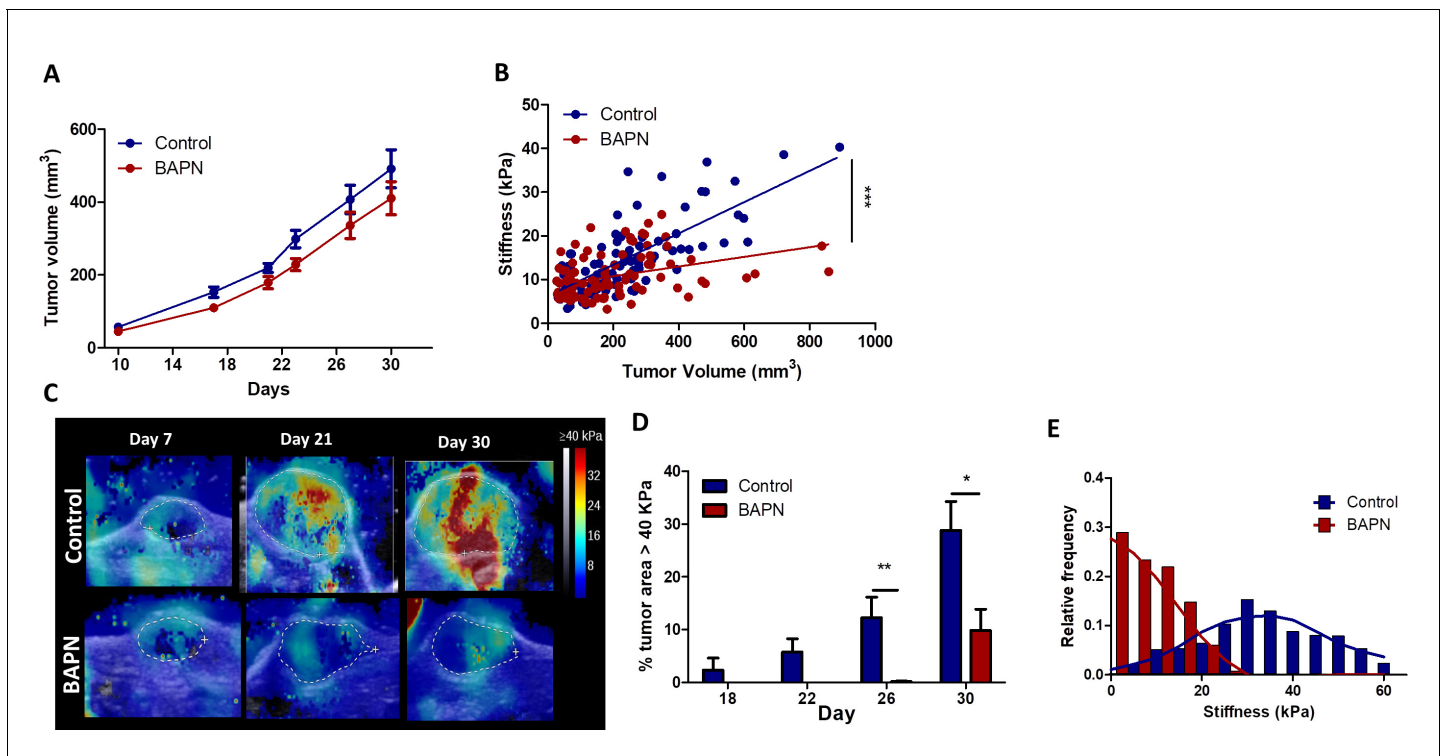 A
Control
BAPN
Tumor volume (mm³)
600
400
200
0
10 14 18 22 26 30
Days
B
Control
BAPN
Stiffness (kPa)
50
40
30
20
10
0
0 200 400 600 800 1000
Tumor Volume (mm³)
***
C
Day 7 Day 21 Day 30
≥40 kPa
32
24
16
8
Control
BAPN
D
Control
BAPN
% tumor area > 40 KPa
40
30
20
10
0
18 22 26 30
Day
**
*
E
Control
BAPN
Relative frequency
0.4
0.3
0.2
0.1
0.0
0 20 40 60
Stiffness (kPa)